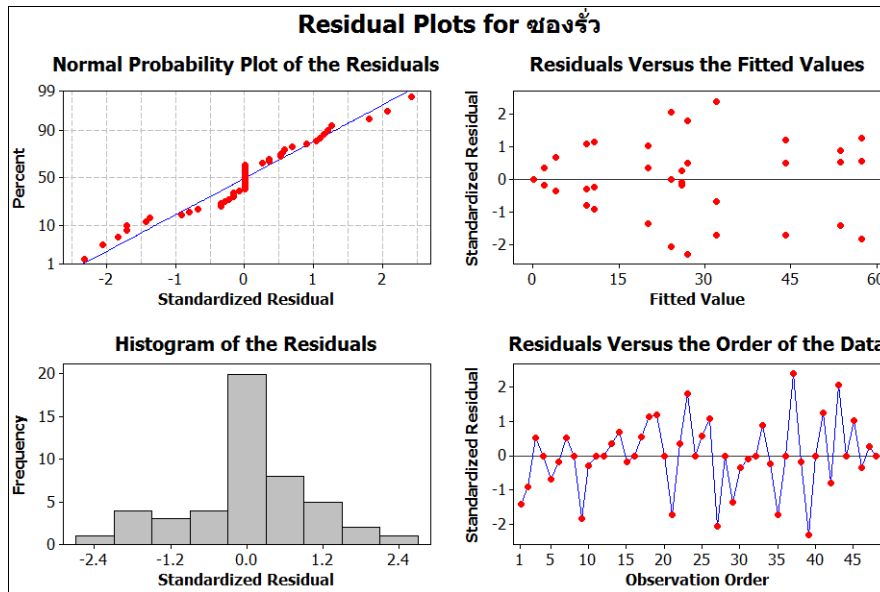 Residual Plots for ซองรั่ว
Normal Probability Plot of the Residuals
99
90
50
10
1
Percent
-2 -1 0 1 2
Standardized Residual
Residuals Versus the Fitted Values
2
1
0
-1
-2
Standardized Residual
0 15 30 45 60
Fitted Value
Histogram of the Residuals
20
15
10
5
0
Frequency
-2.4 -1.2 0.0 1.2 2.4
Standardized Residual
Residuals Versus the Order of the Data
2
1
0
-1
-2
Standardized Residual
1 5 10 15 20 25 30 35 40 45
Observation Order